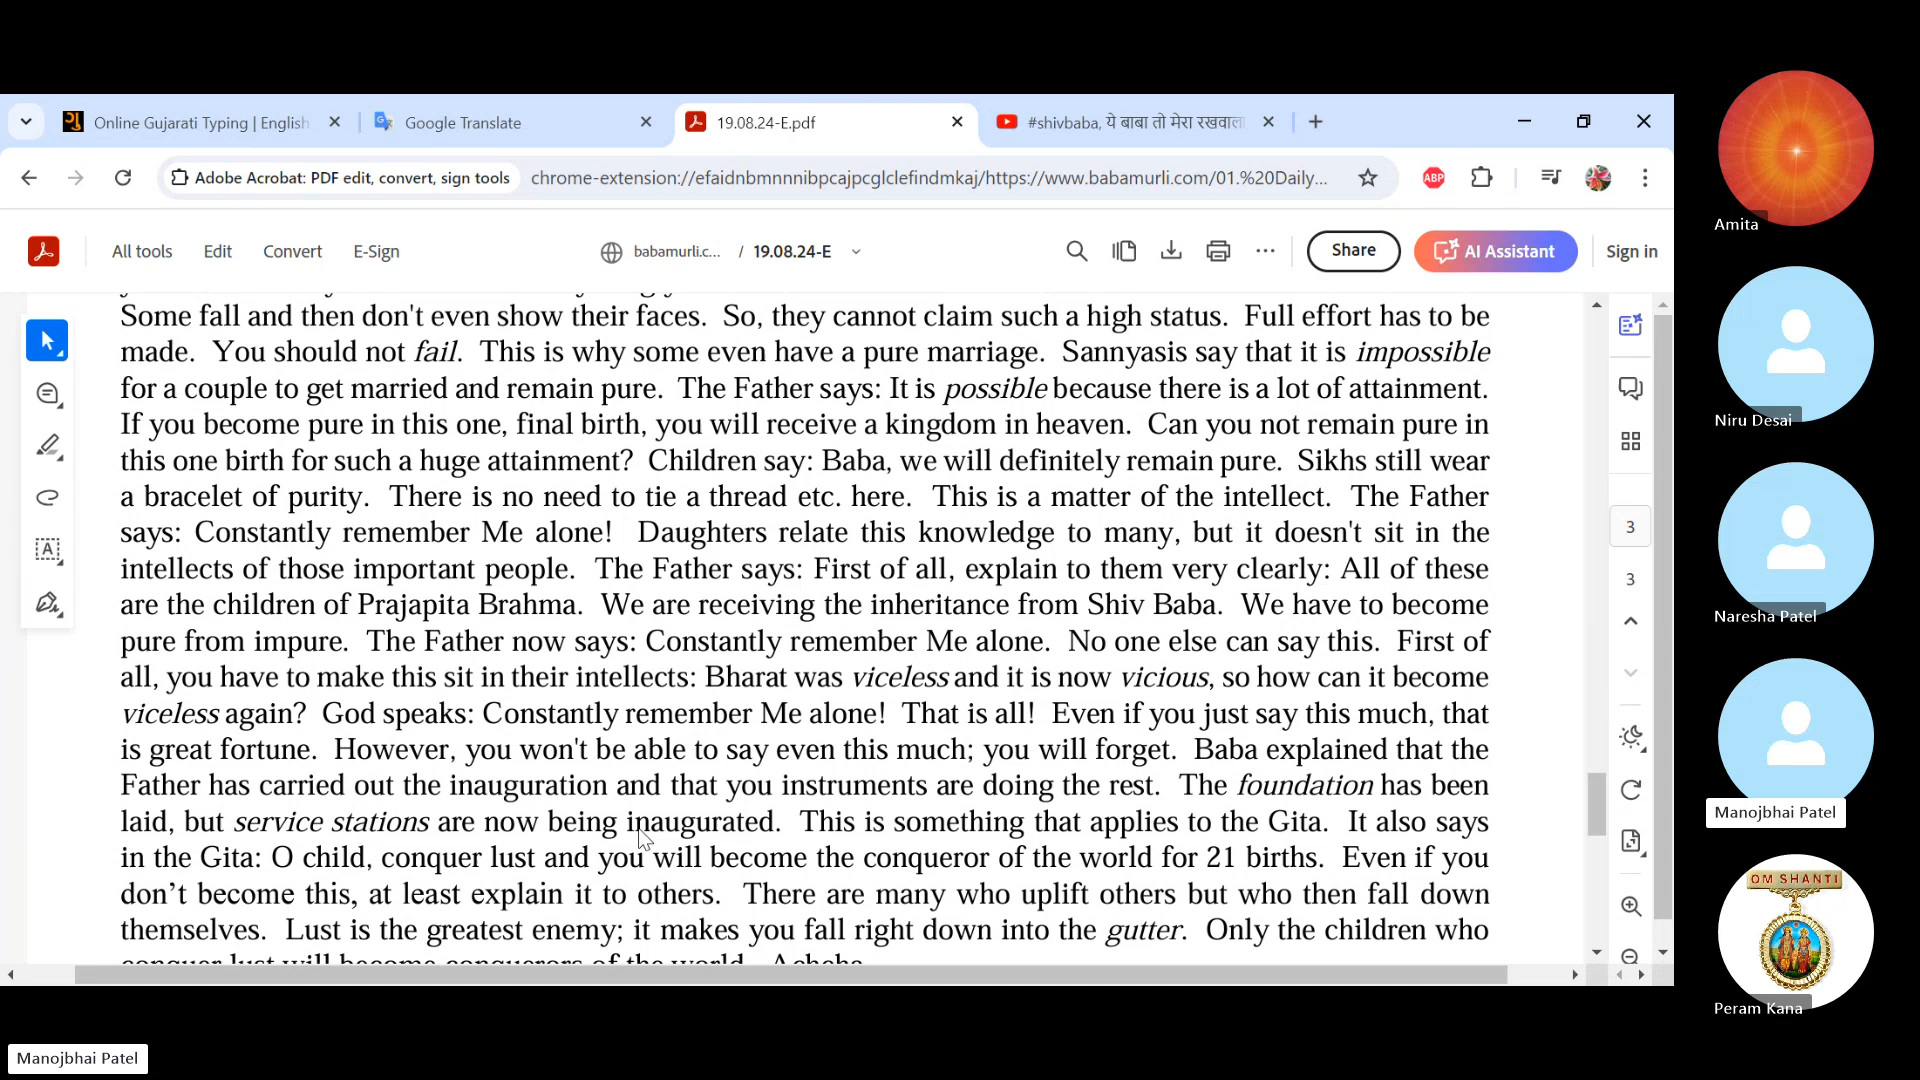 Online Gujarati Typing | English
Google Translate
19.08.24-E.pdf
#shivbaba, ये बाबा तो मेरा रखवाला
Adobe Acrobat: PDF edit, convert, sign tools
chrome-extension://efaidnbmnnnibpcajpcglclefindmkaj/https://www.babamurli.com/01.%20Daily...
ABP
All tools
Edit
Convert
E-Sign
babamurli.c...
/ 19.08.24-E
Share
AI Assistant
Sign in
Some fall and then don't even show their faces. So, they cannot claim such a high status. Full effort has to be
made. You should not fail. This is why some even have a pure marriage. Sannyasis say that it is impossible
for a couple to get married and remain pure. The Father says: It is possible because there is a lot of attainment.
If you become pure in this one, final birth, you will receive a kingdom in heaven. Can you not remain pure in
this one birth for such a huge attainment? Children say: Baba, we will definitely remain pure. Sikhs still wear
a bracelet of purity. There is no need to tie a thread etc. here. This is a matter of the intellect. The Father
says: Constantly remember Me alone! Daughters relate this knowledge to many, but it doesn't sit in the
intellects of those important people. The Father says: First of all, explain to them very clearly: All of these
are the children of Prajapita Brahma. We are receiving the inheritance from Shiv Baba. We have to become
pure from impure. The Father now says: Constantly remember Me alone. No one else can say this. First of
all, you have to make this sit in their intellects: Bharat was viceless and it is now vicious, so how can it become
viceless again? God speaks: Constantly remember Me alone! That is all! Even if you just say this much, that
is great fortune. However, you won't be able to say even this much; you will forget. Baba explained that the
Father has carried out the inauguration and that you instruments are doing the rest. The foundation has been
laid, but service stations are now being inaugurated. This is something that applies to the Gita. It also says
in the Gita: O child, conquer lust and you will become the conqueror of the world for 21 births. Even if you
don’t become this, at least explain it to others. There are many who uplift others but who then fall down
themselves. Lust is the greatest enemy; it makes you fall right down into the gutter. Only the children who
conquer lust will become conquerors of the world. Achcha.
3
3
Amita
Niru Desai
Naresha Patel
Manojbhai Patel
OM SHANTI
Peram Kana
Manojbhai Patel